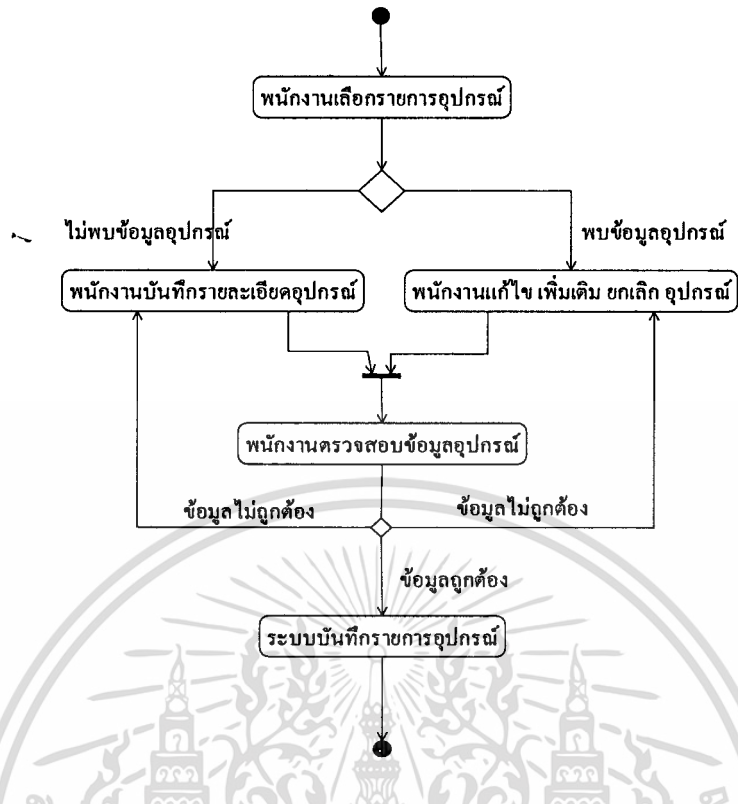 พนักงานเลือกรายการอุปกรณ์
ไม่พบข้อมูลอุปกรณ์
พบข้อมูลอุปกรณ์
พนักงานบันทึกรายละเอียดอุปกรณ์
พนักงานแก้ไข เพิ่มเติม ยกเลิก อุปกรณ์
พนักงานตรวจสอบข้อมูลอุปกรณ์
ข้อมูลไม่ถูกต้อง
ข้อมูลไม่ถูกต้อง
ข้อมูลถูกต้อง
ระบบบันทึกรายการอุปกรณ์